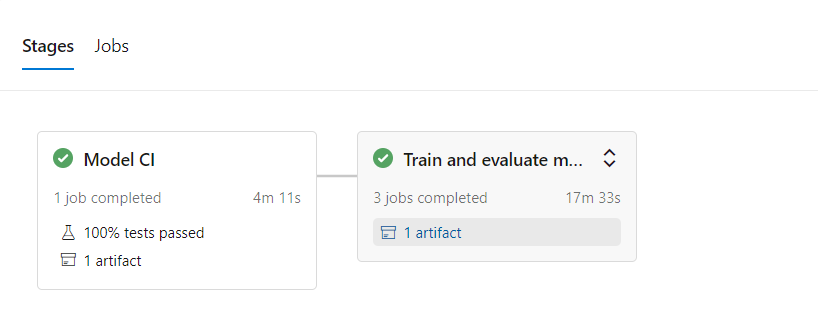 Stages Jobs
Model CI
1 job completed 4m 11s
100% tests passed
1 artifact
Train and evaluate m...
3 jobs completed 17m 33s
1 artifact